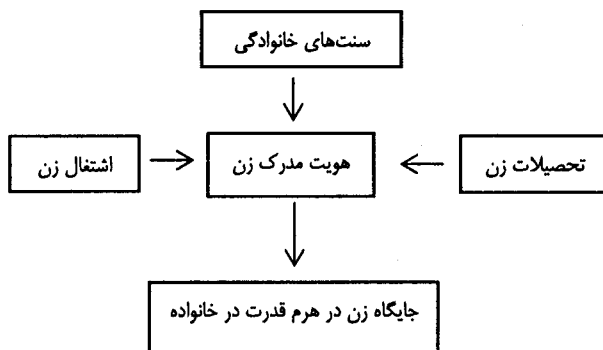 سنت‌های خانوادگی
تحصیلات زن
هویت مدرک زن
اشتغال زن
جایگاه زن در هرم قدرت در خانواده